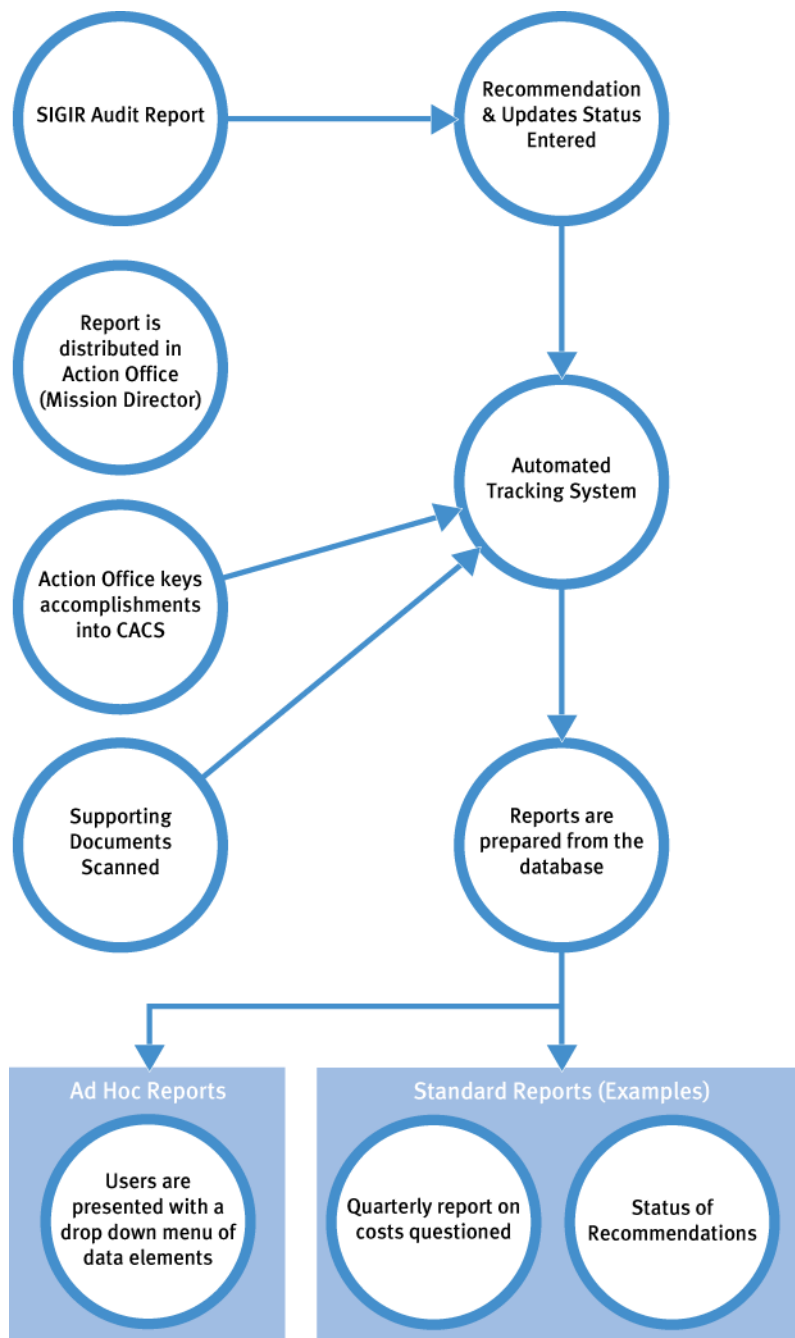 SIGIR Audit Report
Recommendation
& Updates Status
Entered
Report is
distributed in
Action Office
(Mission Director)
Automated
Tracking System
Action Office keys
accomplishments
into CACS
Supporting
Documents
Scanned
Reports are
prepared from the
database
Ad Hoc Reports
Users are
presented with a
drop down menu of
data elements
Standard Reports (Examples)
Quarterly report on
costs questioned
Status of
Recommendations